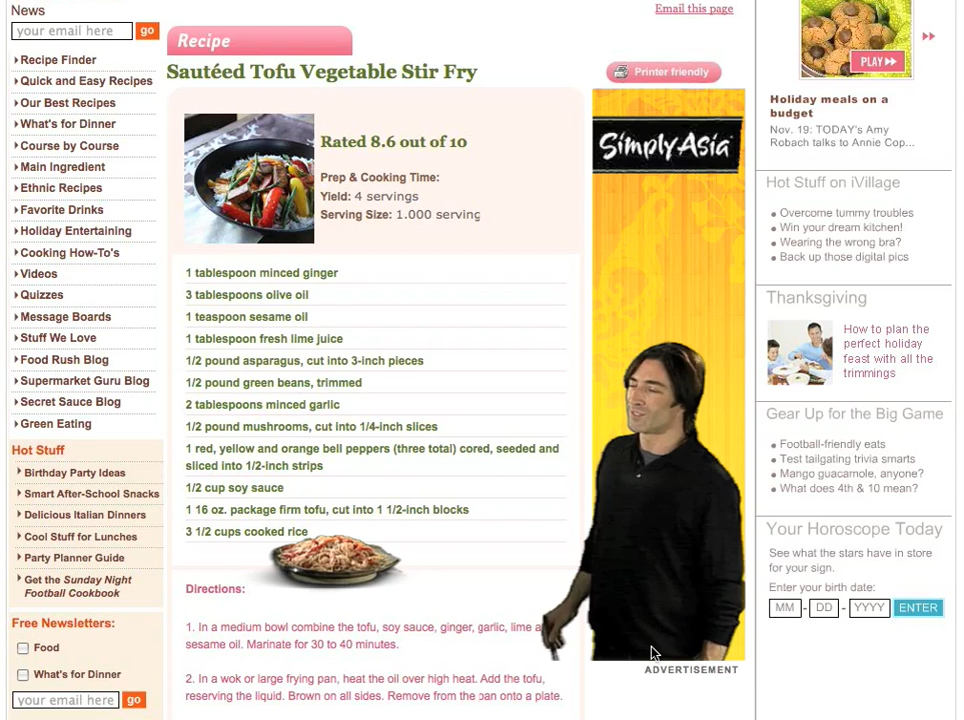 News
your email here
go
Recipe Finder
Quick and Easy Recipes
Our Best Recipes
What's for Dinner
Course by Course
Main Ingredient
Ethnic Recipes
Favorite Drinks
Holiday Entertaining
Cooking How-To's
Videos
Quizzes
Message Boards
Stuff We Love
Food Rush Blog
Supermarket Guru Blog
Secret Sauce Blog
Green Eating
Hot Stuff
Birthday Party Ideas
Smart After-School Snacks
Delicious Italian Dinners
Cool Stuff for Lunches
Party Planner Guide
Get the Sunday Night
Football Cookbook
Free Newsletters:
Food
What's for Dinner
your email here
go
Email this page
Recipe
Sautéed Tofu Vegetable Stir Fry
Printer friendly
Rated 8.6 out of 10
Prep & Cooking Time:
Yield: 4 servings
Serving Size: 1.000 serving
1 tablespoon minced ginger
3 tablespoons olive oil
1 teaspoon sesame oil
1 tablespoon fresh lime juice
1/2 pound asparagus, cut into 3-inch pieces
1/2 pound green beans, trimmed
2 tablespoons minced garlic
1/2 pound mushrooms, cut into 1/4-inch slices
1 red, yellow and orange bell peppers (three total) cored, seeded and
sliced into 1/2-inch strips
1/2 cup soy sauce
1 16 oz. package firm tofu, cut into 1 1/2-inch blocks
3 1/2 cups cooked rice
Directions:
1. In a medium bowl combine the tofu, soy sauce, ginger, garlic, lime
sesame oil. Marinate for 30 to 40 minutes.
2. In a wok or large frying pan, heat the oil over high heat. Add the tofu,
reserving the liquid. Brown on all sides. Remove from the pan onto a plate.
Simply Asia
ADVERTISEMENT
PLAY
Holiday meals on a
budget
Nov. 19: TODAY's Amy
Robach talks to Annie Cop...
Hot Stuff on iVillage
Overcome tummy troubles
Win your dream kitchen!
Wearing the wrong bra?
Back up those digital pics
Thanksgiving
How to plan the
perfect holiday
feast with all the
trimmings
Gear Up for the Big Game
Football-friendly eats
Test tailgating trivia smarts
Mango guacamole, anyone?
What does 4th & 10 mean?
Your Horoscope Today
See what the stars have in store
for your sign.
Enter your birth date:
MM - DD - YYYY ENTER